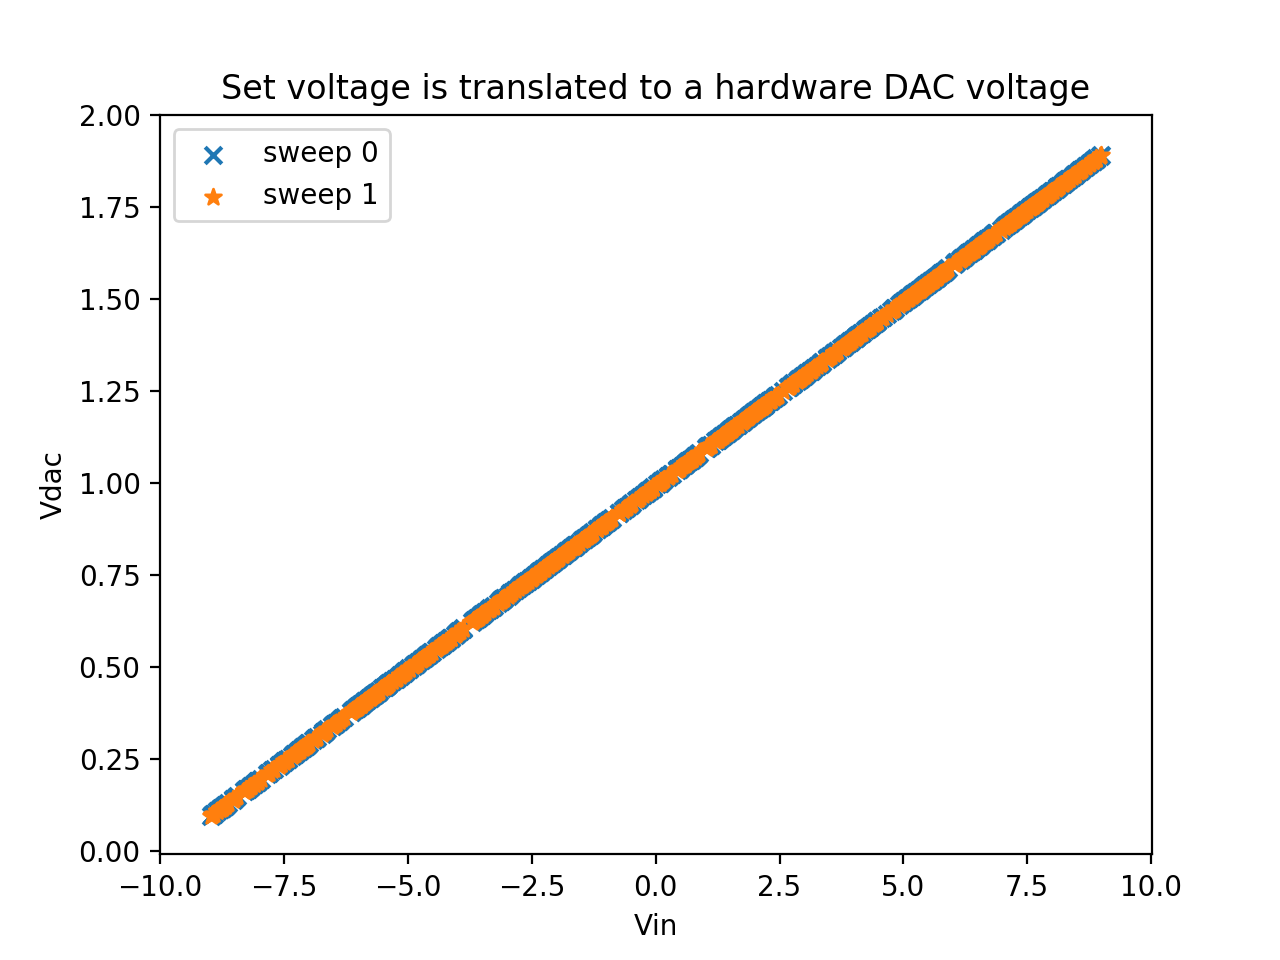 Set voltage is translated to a hardware DAC voltage
2.00
sweep 0
sweep 1
1.75
1.50
1.25
1.00
Vdac
0.75
0.50
0.25
0.00
−10.0 −7.5 −5.0 −2.5 0.0 2.5 5.0 7.5 10.0
Vin